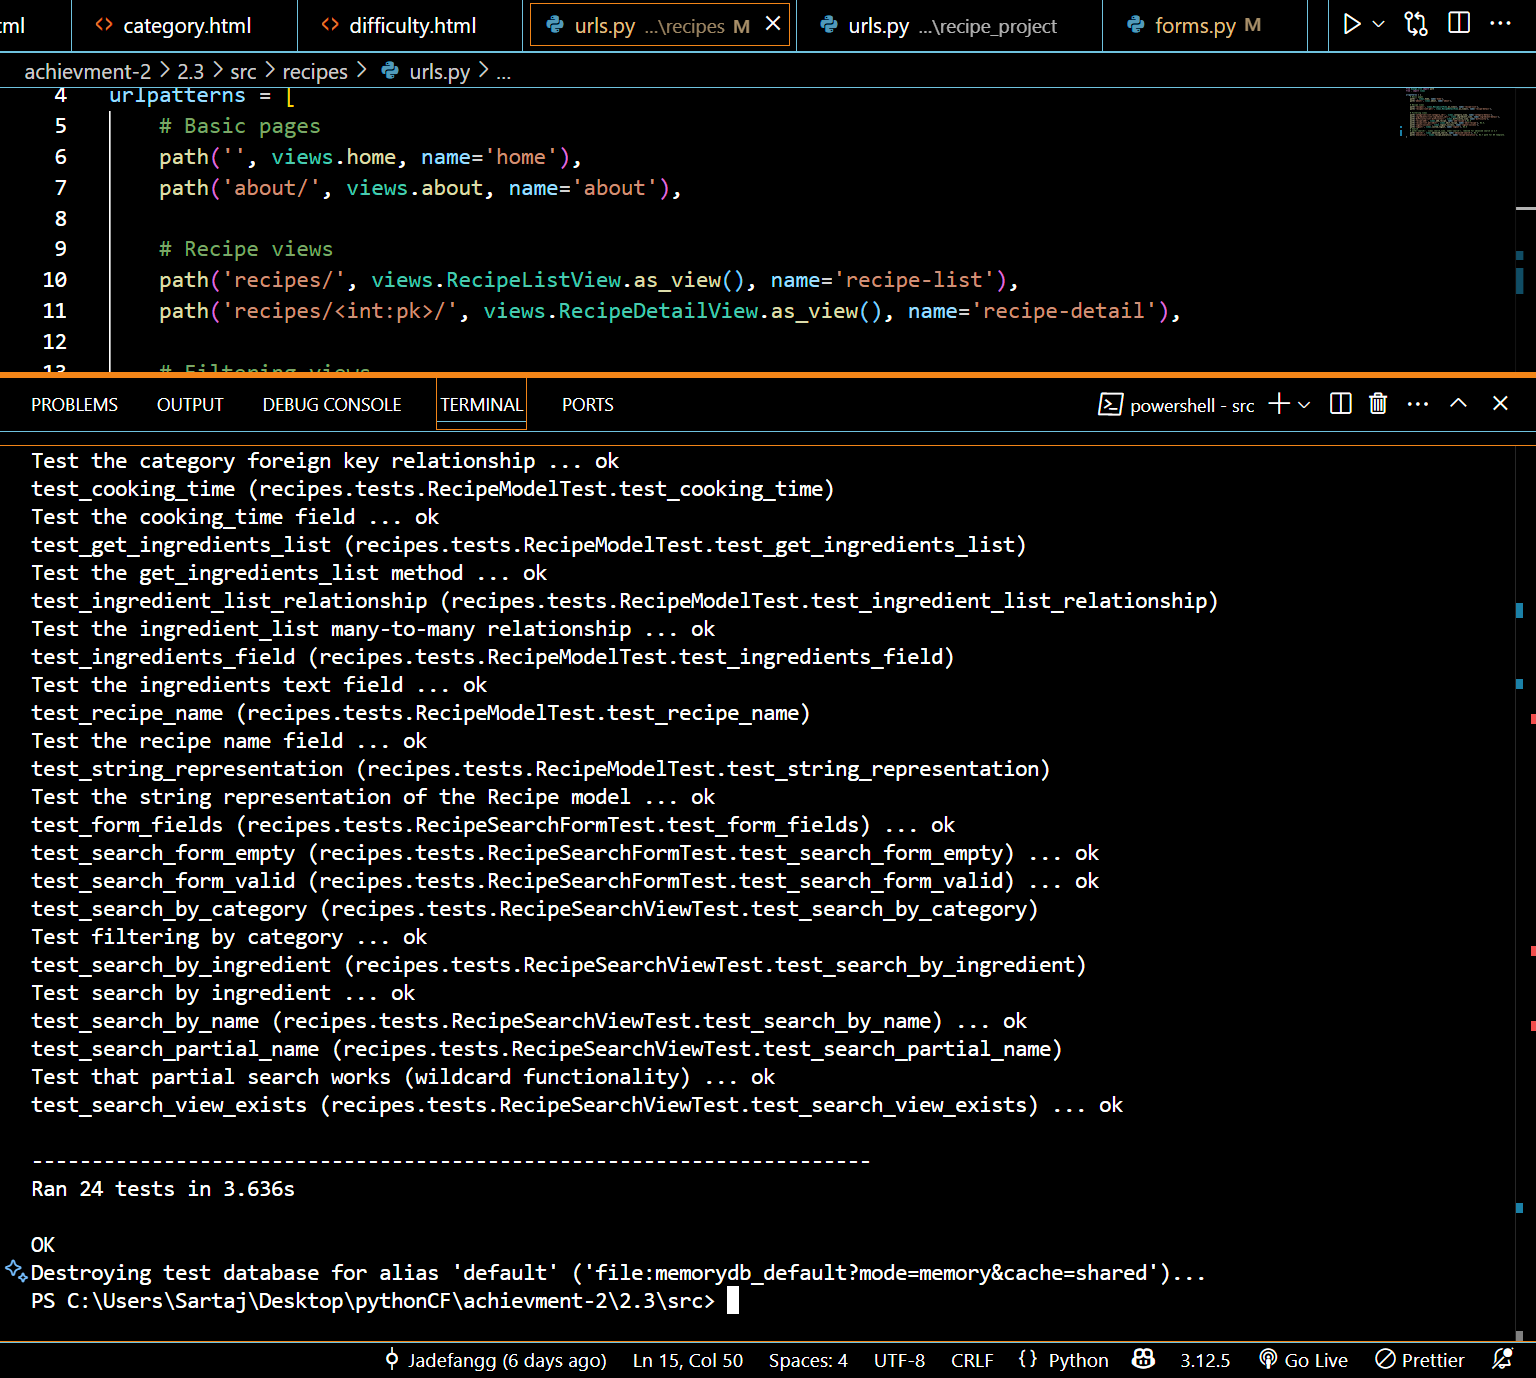 ml
category.html
difficulty.html
urls.py ...\recipes M
urls.py ...\recipe_project
forms.py M
achievment-2 > 2.3 > src > recipes > urls.py > ...
4 urlpatterns = [
5 # Basic pages
6 path('', views.home, name='home'),
7 path('about/', views.about, name='about'),
8
9 # Recipe views
10 path('recipes/', views.RecipeListView.as_view(), name='recipe-list'),
11 path('recipes/<int:pk>/', views.RecipeDetailView.as_view(), name='recipe-detail'),
12
13 # Filtering views
PROBLEMS OUTPUT DEBUG CONSOLE TERMINAL PORTS powershell - src
Test the category foreign key relationship ... ok
test_cooking_time (recipes.tests.RecipeModelTest.test_cooking_time)
Test the cooking_time field ... ok
test_get_ingredients_list (recipes.tests.RecipeModelTest.test_get_ingredients_list)
Test the get_ingredients_list method ... ok
test_ingredient_list_relationship (recipes.tests.RecipeModelTest.test_ingredient_list_relationship)
Test the ingredient_list many-to-many relationship ... ok
test_ingredients_field (recipes.tests.RecipeModelTest.test_ingredients_field)
Test the ingredients text field ... ok
test_recipe_name (recipes.tests.RecipeModelTest.test_recipe_name)
Test the recipe name field ... ok
test_string_representation (recipes.tests.RecipeModelTest.test_string_representation)
Test the string representation of the Recipe model ... ok
test_form_fields (recipes.tests.RecipeSearchFormTest.test_form_fields) ... ok
test_search_form_empty (recipes.tests.RecipeSearchFormTest.test_search_form_empty) ... ok
test_search_form_valid (recipes.tests.RecipeSearchFormTest.test_search_form_valid) ... ok
test_search_by_category (recipes.tests.RecipeSearchViewTest.test_search_by_category)
Test filtering by category ... ok
test_search_by_ingredient (recipes.tests.RecipeSearchViewTest.test_search_by_ingredient)
Test search by ingredient ... ok
test_search_by_name (recipes.tests.RecipeSearchViewTest.test_search_by_name) ... ok
test_search_partial_name (recipes.tests.RecipeSearchViewTest.test_search_partial_name)
Test that partial search works (wildcard functionality) ... ok
test_search_view_exists (recipes.tests.RecipeSearchViewTest.test_search_view_exists) ... ok
----------------------------------------------------------------------
Ran 24 tests in 3.636s
OK
Destroying test database for alias 'default' ('file:memorydb_default?mode=memory&cache=shared')...
PS C:\Users\Sartaj\Desktop\pythonCF\achievment-2\2.3\src>
Jadefangg (6 days ago) Ln 15, Col 50 Spaces: 4 UTF-8 CRLF {} Python 3.12.5 Go Live Prettier